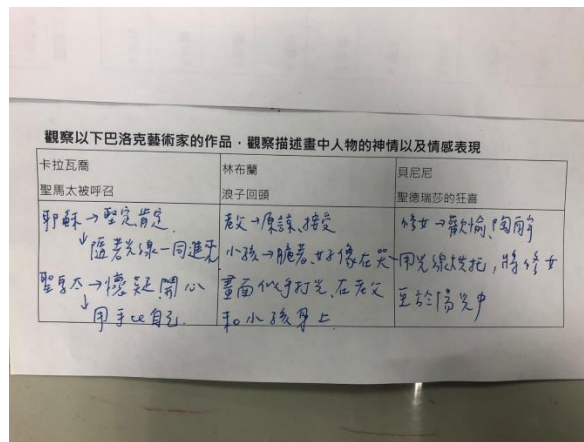 觀察以下巴洛克藝術家的作品，觀察描述畫中人物的神情以及情感表現
卡拉瓦喬
聖馬太被呼召
耶穌→堅定肯定
↓隨著光線一同進來
聖馬太→懷疑、開心
↓用手比自己
林布蘭
浪子回頭
老父→原諒、接受
小孩→跪著、好像在哭
畫面似乎打光在老父
和小孩身上
貝尼尼
聖德瑞莎的狂喜
修女→歡愉、陶醉
用光線烘托，將修女
至於陽光中